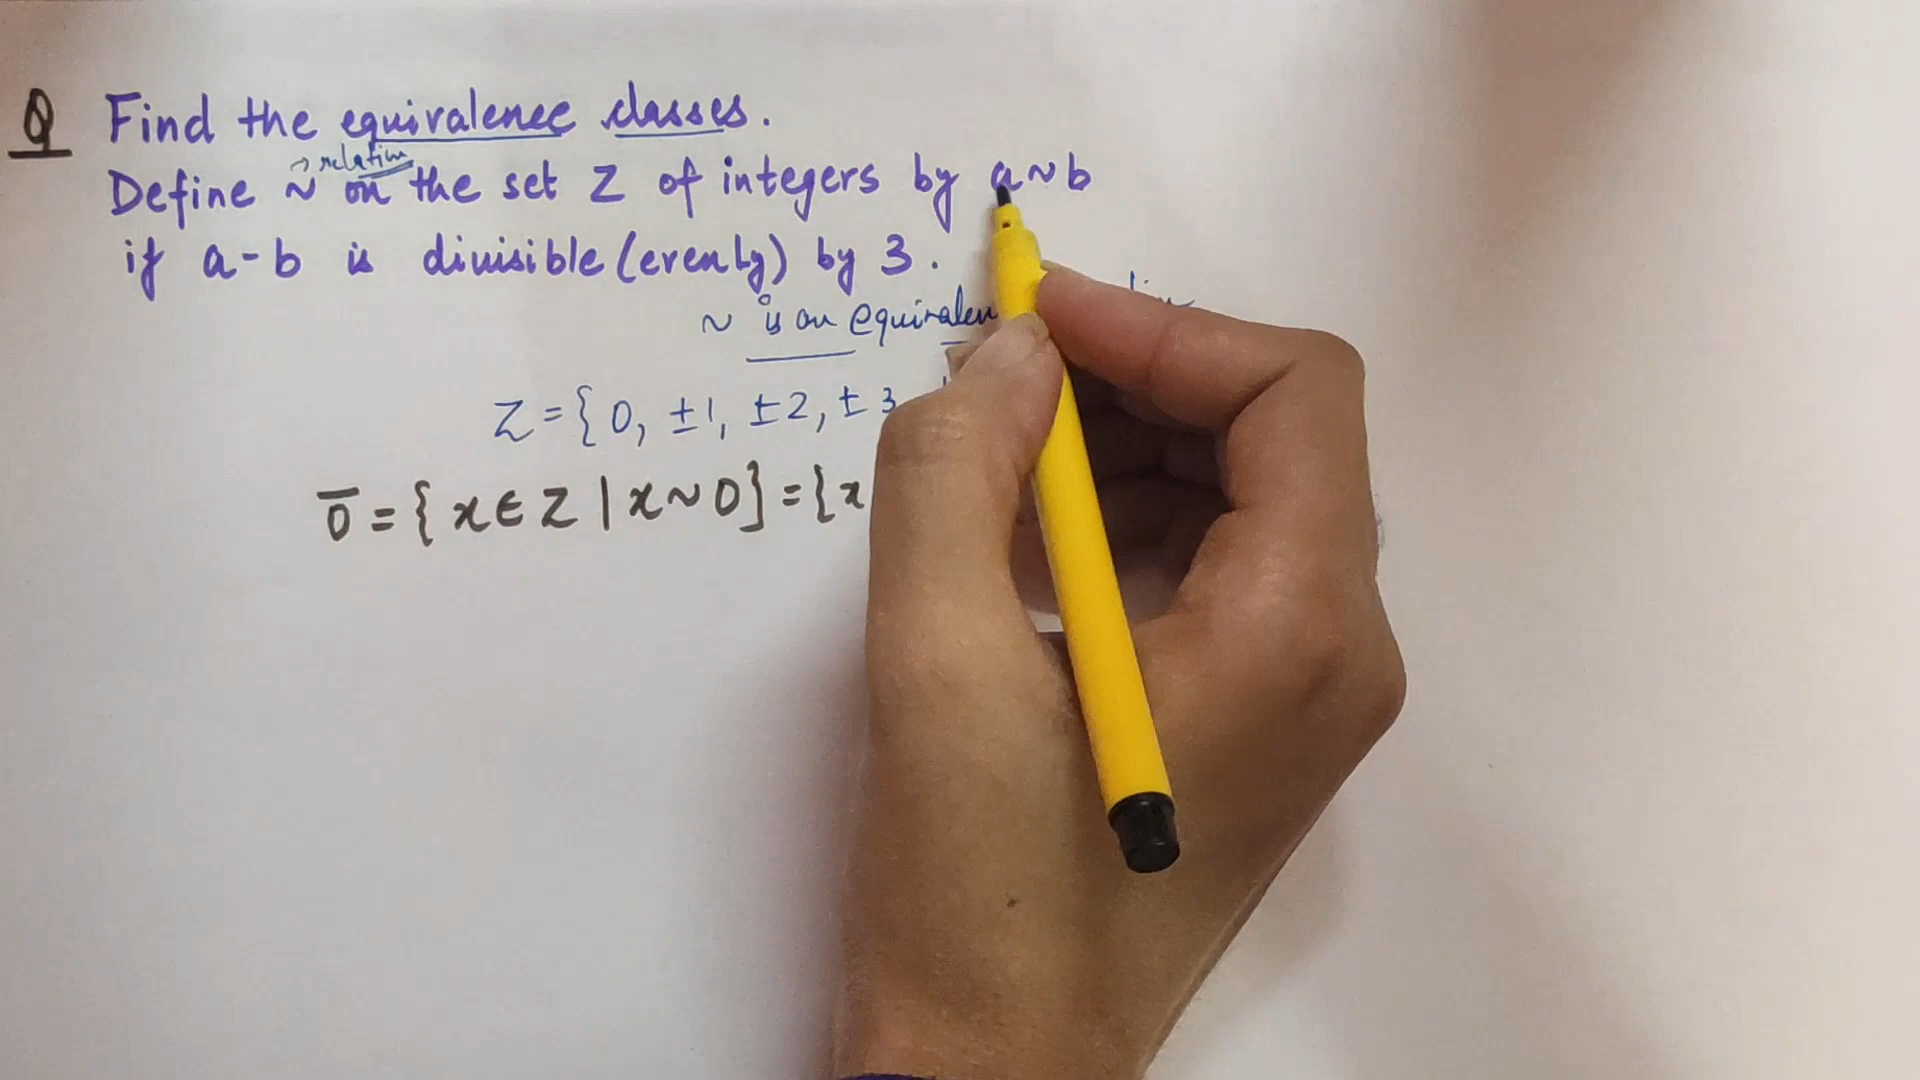 Q Find the equivalence classes.
→ relation
Define ~ on the set Z of integers by a~b
if a-b is divisible (evenly) by 3.
~ is an
Z = { 0, ±1, ±2, ±3
0̅ = { x ∈ Z | x ~ 0} = { x